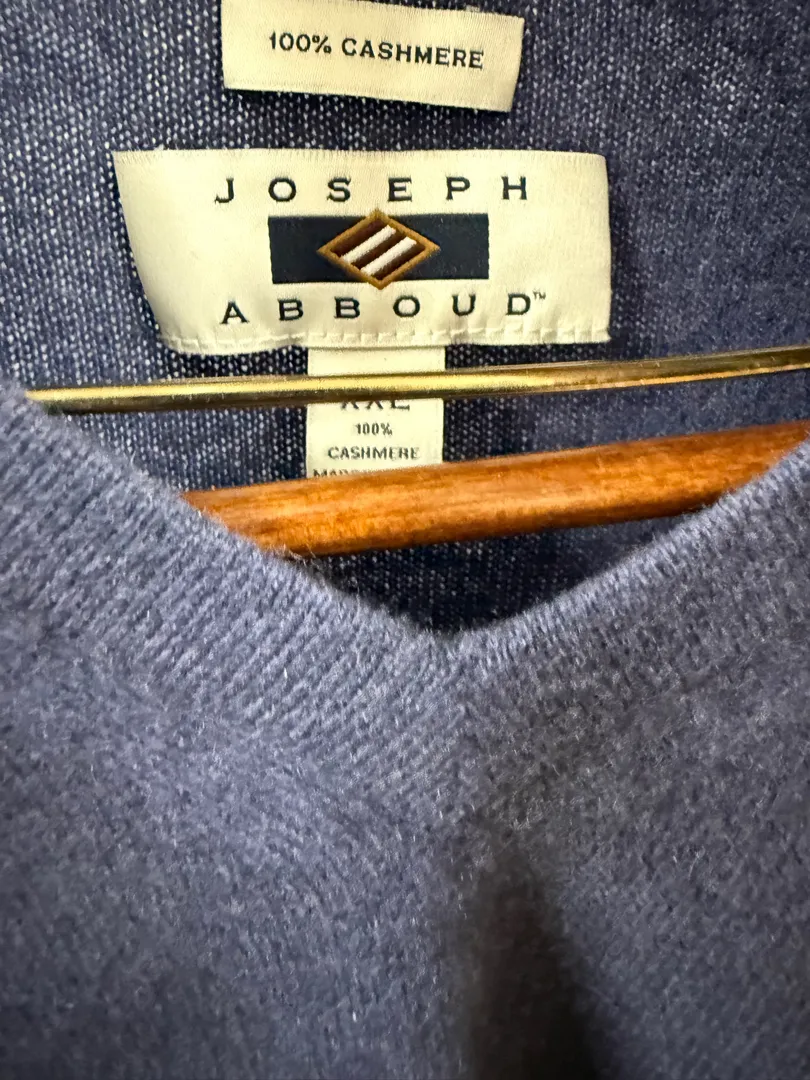 100% CASHMERE
JOSEPH
ABBOUD™
XXL
100%
CASHMERE